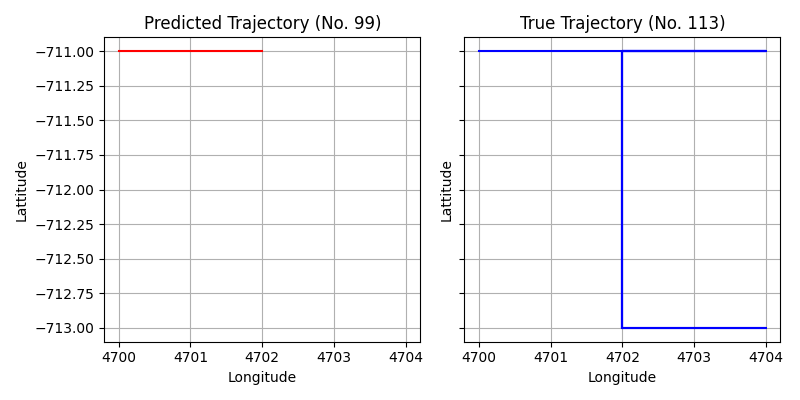 Predicted Trajectory (No. 99)
True Trajectory (No. 113)
Lattitude
−711.00
−711.25
−711.50
−711.75
−712.00
−712.25
−712.50
−712.75
−713.00
4700 4701 4702 4703 4704
Longitude
Lattitude
4700 4701 4702 4703 4704
Longitude